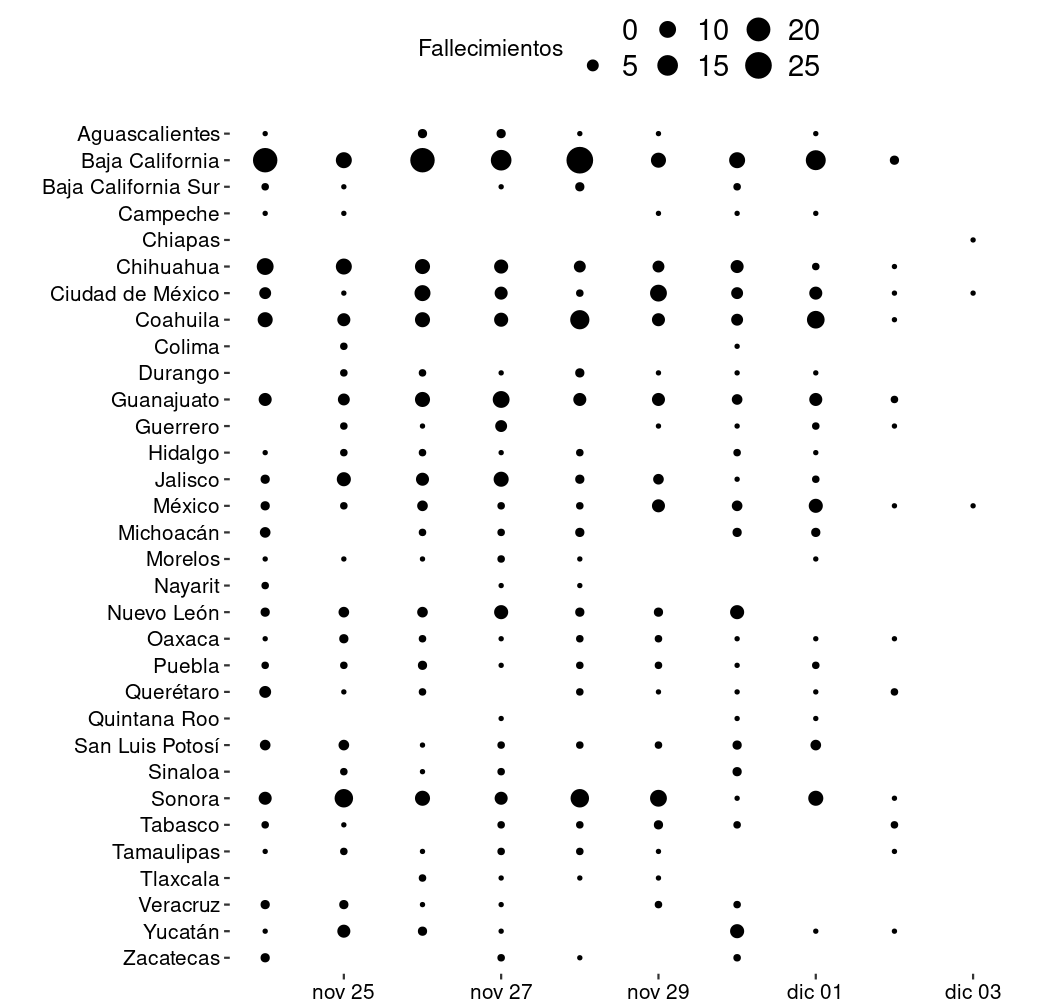 Fallecimientos
0 10 20
5 15 25
Aguascalientes
Baja California
Baja California Sur
Campeche
Chiapas
Chihuahua
Ciudad de México
Coahuila
Colima
Durango
Guanajuato
Guerrero
Hidalgo
Jalisco
México
Michoacán
Morelos
Nayarit
Nuevo León
Oaxaca
Puebla
Querétaro
Quintana Roo
San Luis Potosí
Sinaloa
Sonora
Tabasco
Tamaulipas
Tlaxcala
Veracruz
Yucatán
Zacatecas
nov 25 nov 27 nov 29 dic 01 dic 03